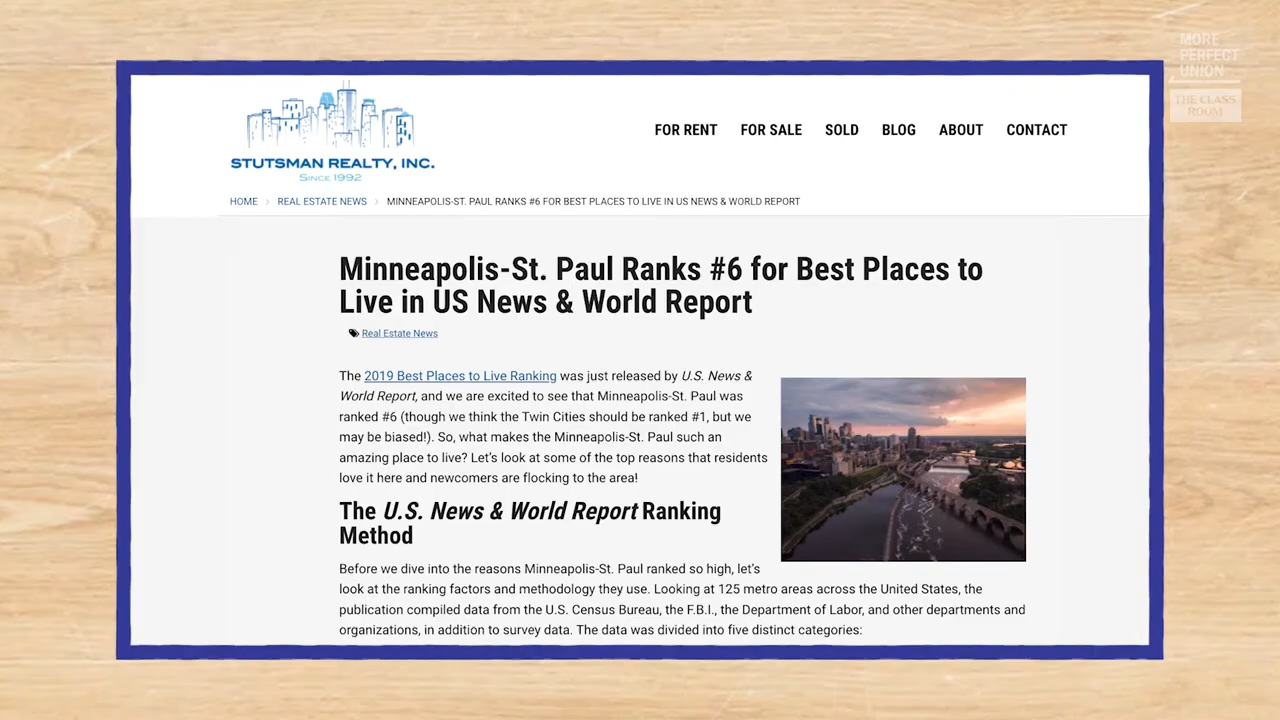 MORE
PERFECT
UNION
THE CLASS
ROOM
STUTSMAN REALTY, INC.
SINCE 1992
FOR RENT FOR SALE SOLD BLOG ABOUT CONTACT
HOME > REAL ESTATE NEWS > MINNEAPOLIS-ST. PAUL RANKS #6 FOR BEST PLACES TO LIVE IN US NEWS & WORLD REPORT
Minneapolis-St. Paul Ranks #6 for Best Places to
Live in US News & World Report
Real Estate News
The 2019 Best Places to Live Ranking was just released by U.S. News &
World Report, and we are excited to see that Minneapolis-St. Paul was
ranked #6 (though we think the Twin Cities should be ranked #1, but we
may be biased!). So, what makes the Minneapolis-St. Paul such an
amazing place to live? Let's look at some of the top reasons that residents
love it here and newcomers are flocking to the area!
The U.S. News & World Report Ranking
Method
Before we dive into the reasons Minneapolis-St. Paul ranked so high, let's
look at the ranking factors and methodology they use. Looking at 125 metro areas across the United States, the
publication compiled data from the U.S. Census Bureau, the F.B.I., the Department of Labor, and other departments and
organizations, in addition to survey data. The data was divided into five distinct categories: